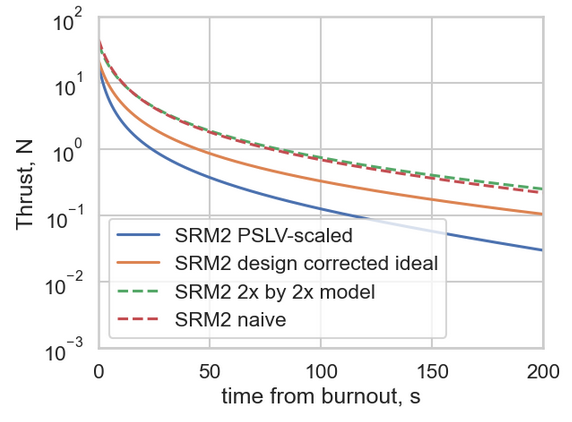 10^2
10^1
10^0
10^-1
10^-2
10^-3
Thrust, N
SRM2 PSLV-scaled
SRM2 design corrected ideal
SRM2 2x by 2x model
SRM2 naive
0 50 100 150 200
time from burnout, s